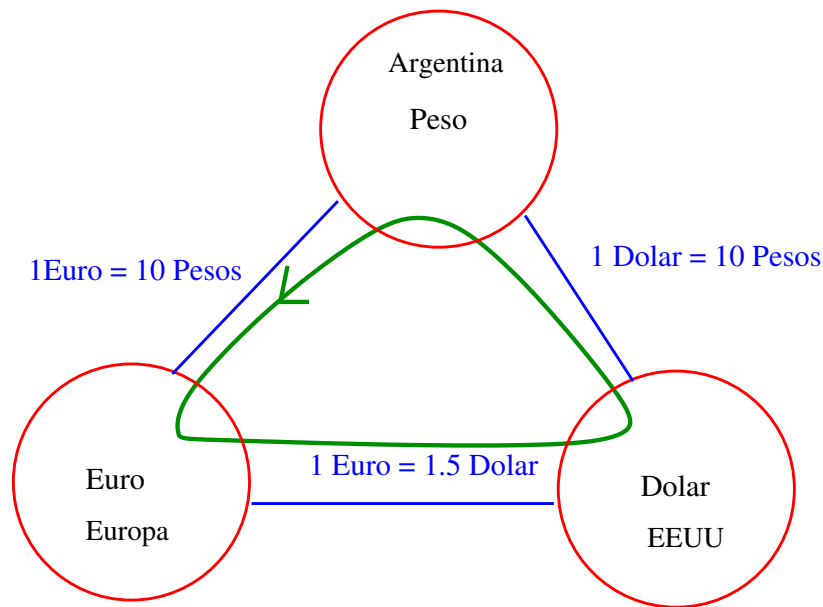 Argentina
Peso
1Euro = 10 Pesos
1 Dolar = 10 Pesos
1 Euro = 1.5 Dolar
Euro
Europa
Dolar
EEUU